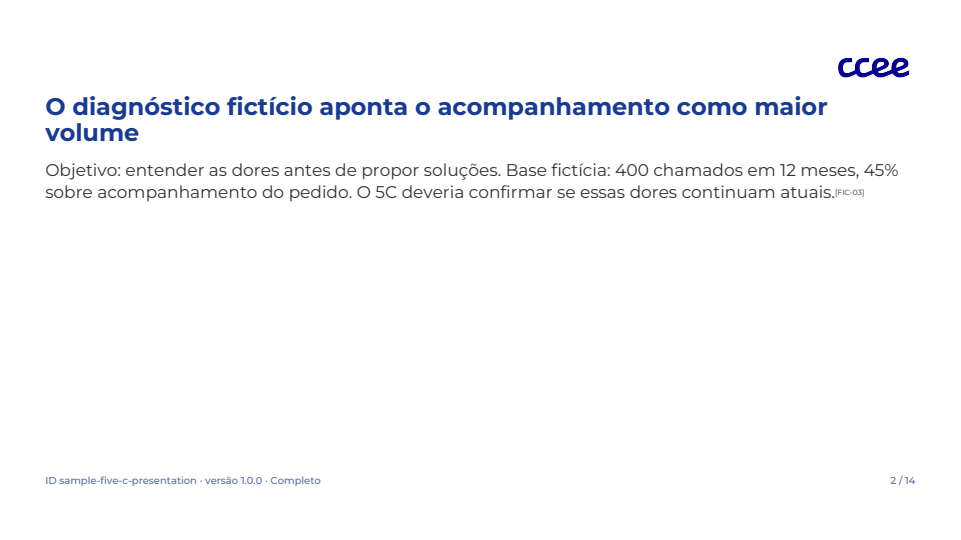 ccee
O diagnóstico fictício aponta o acompanhamento como maior
volume
Objetivo: entender as dores antes de propor soluções. Base fictícia: 400 chamados em 12 meses, 45%
sobre acompanhamento do pedido. O 5C deveria confirmar se essas dores continuam atuais.[FIC-03]
ID sample-five-c-presentation · versão 1.0.0 · Completo
2 / 14